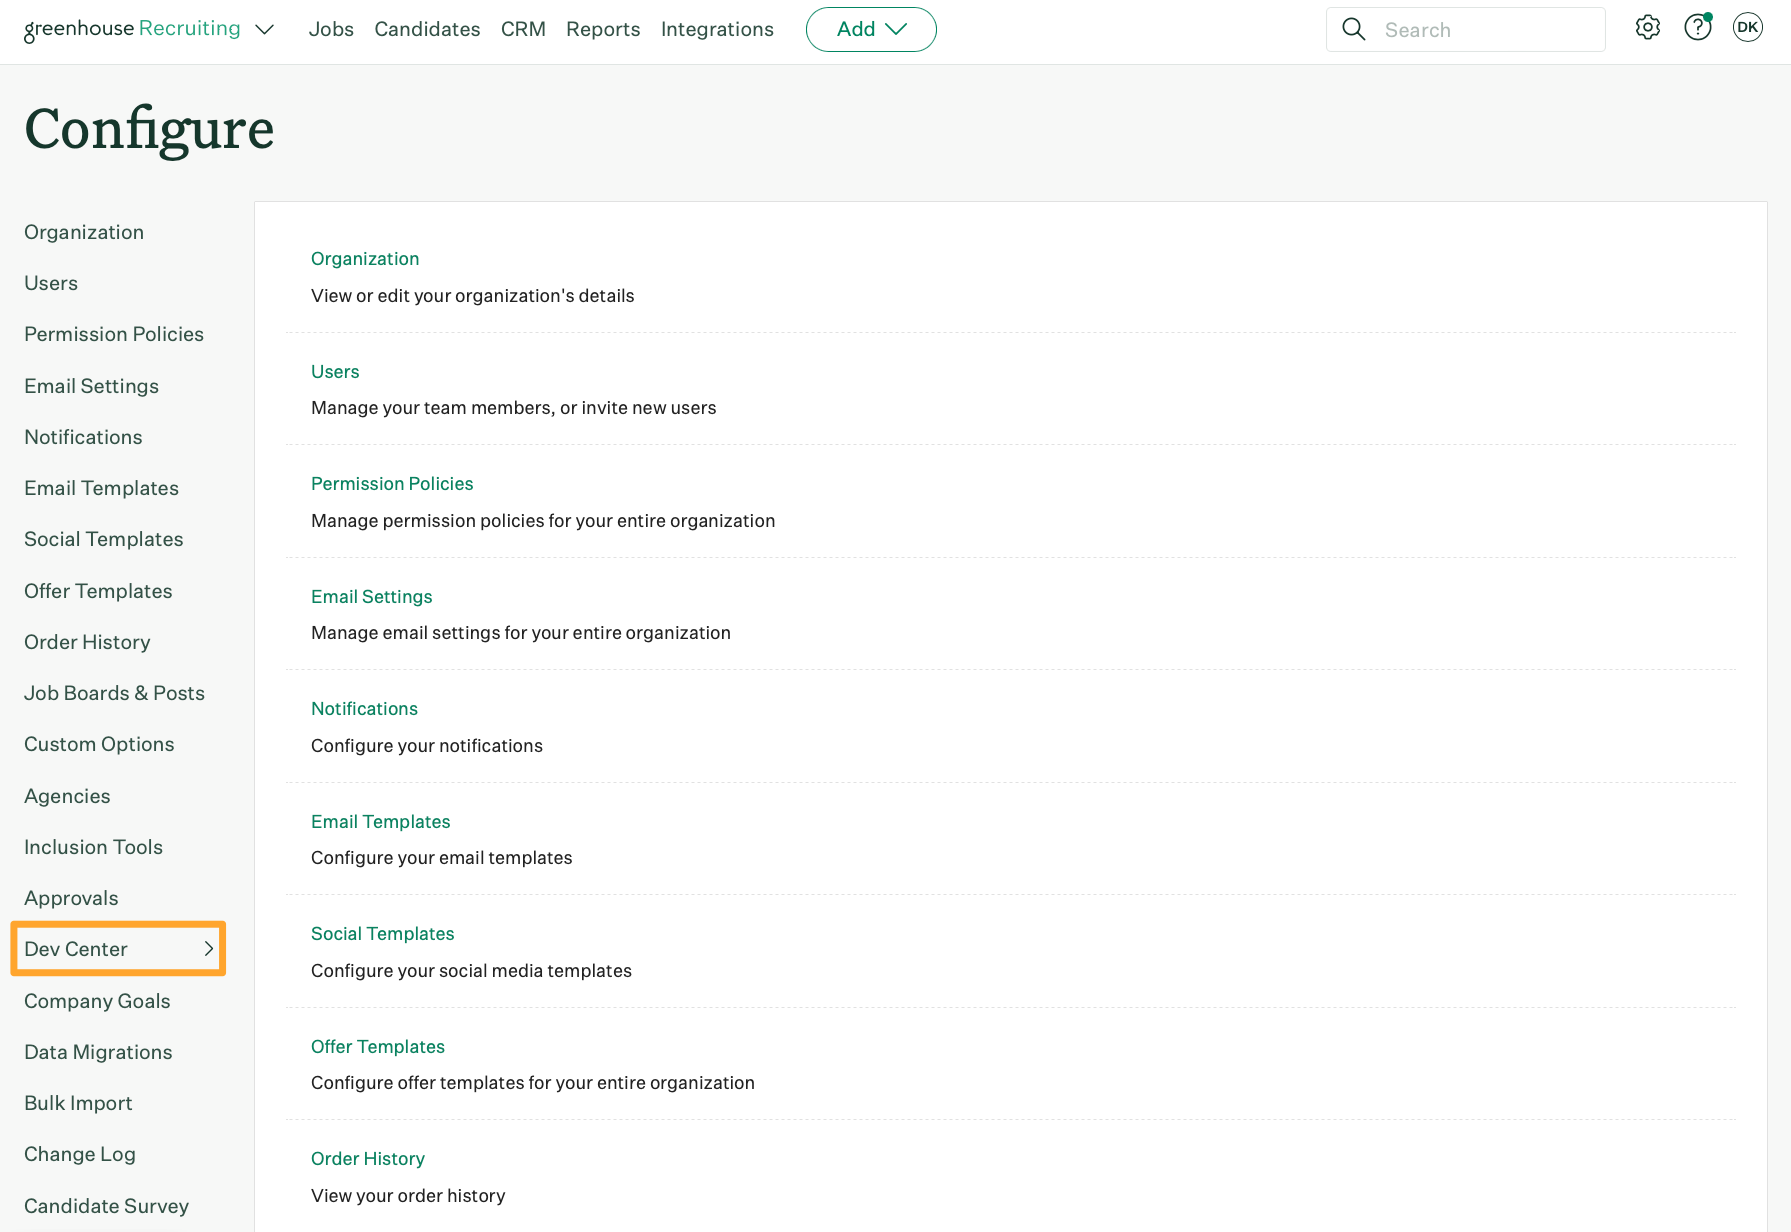 greenhouse Recruiting Jobs Candidates CRM Reports Integrations Add Search DK
Configure
Organization
Users
Permission Policies
Email Settings
Notifications
Email Templates
Social Templates
Offer Templates
Order History
Job Boards & Posts
Custom Options
Agencies
Inclusion Tools
Approvals
Dev Center
Company Goals
Data Migrations
Bulk Import
Change Log
Candidate Survey
Organization
View or edit your organization's details
Users
Manage your team members, or invite new users
Permission Policies
Manage permission policies for your entire organization
Email Settings
Manage email settings for your entire organization
Notifications
Configure your notifications
Email Templates
Configure your email templates
Social Templates
Configure your social media templates
Offer Templates
Configure offer templates for your entire organization
Order History
View your order history